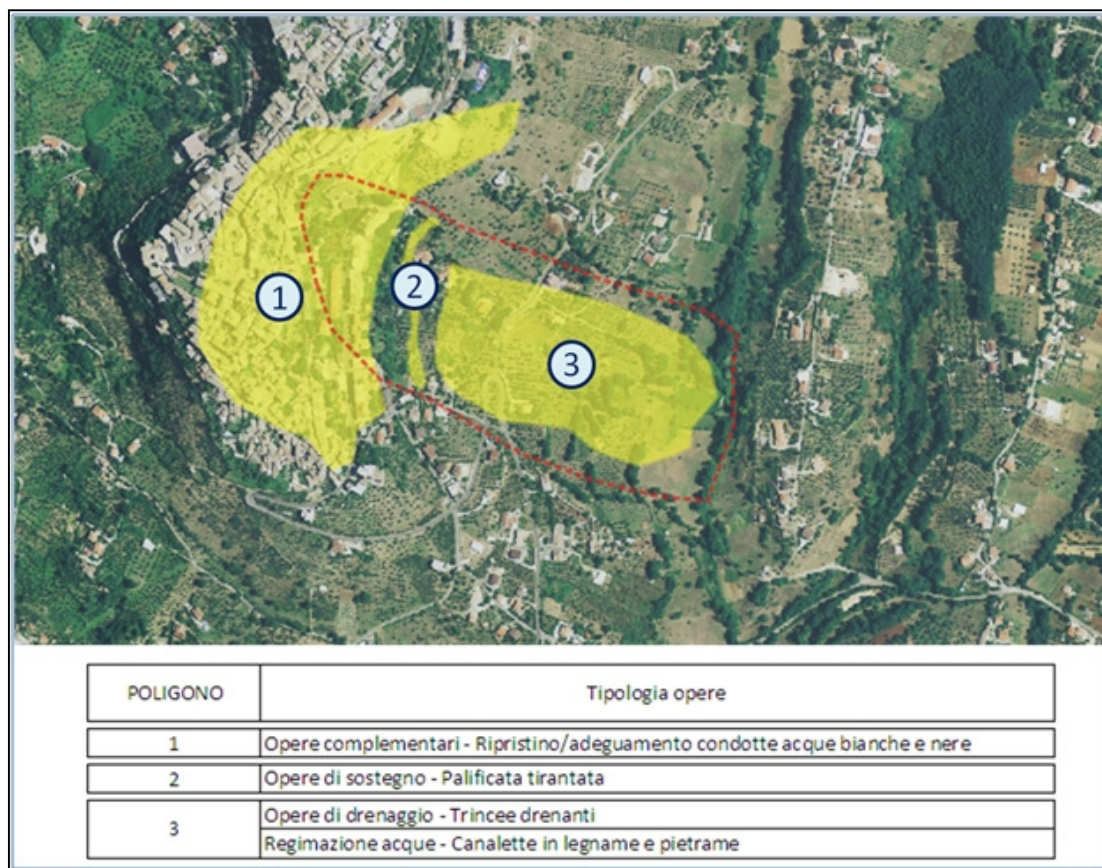 1
2
3
POLIGONO Tipologia opere
1 Opere complementari - Ripristino/adeguamento condotte acque bianche e nere
2 Opere di sostegno - Palificata tirantata
3 Opere di drenaggio - Trincee drenanti
Regimazione acque - Canalette in legname e pietrame